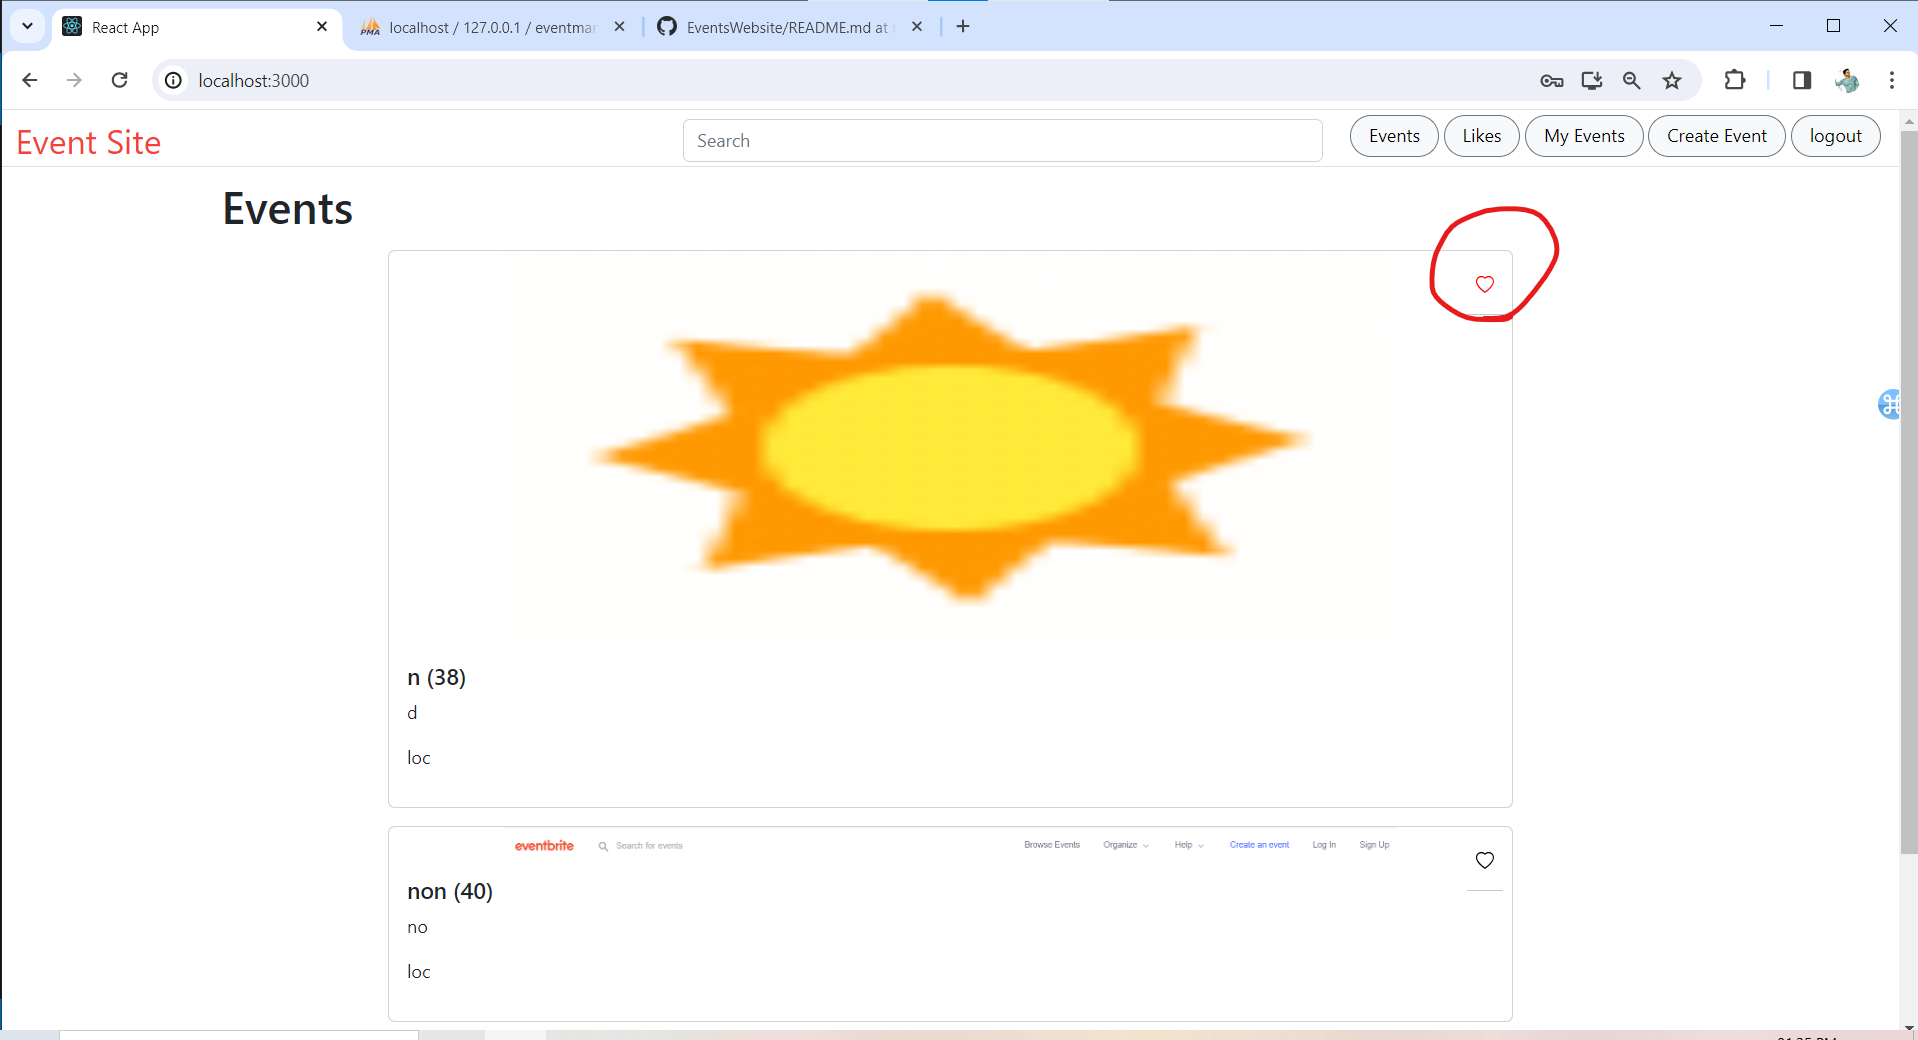 React App
localhost / 127.0.0.1 / eventmar
EventsWebsite/README.md at
localhost:3000
Event Site
Search
Events
Likes
My Events
Create Event
logout
Events
n (38)
d
loc
eventbrite
Search for events
Browse Events
Organize
Help
Create an event
Log In
Sign Up
non (40)
no
loc